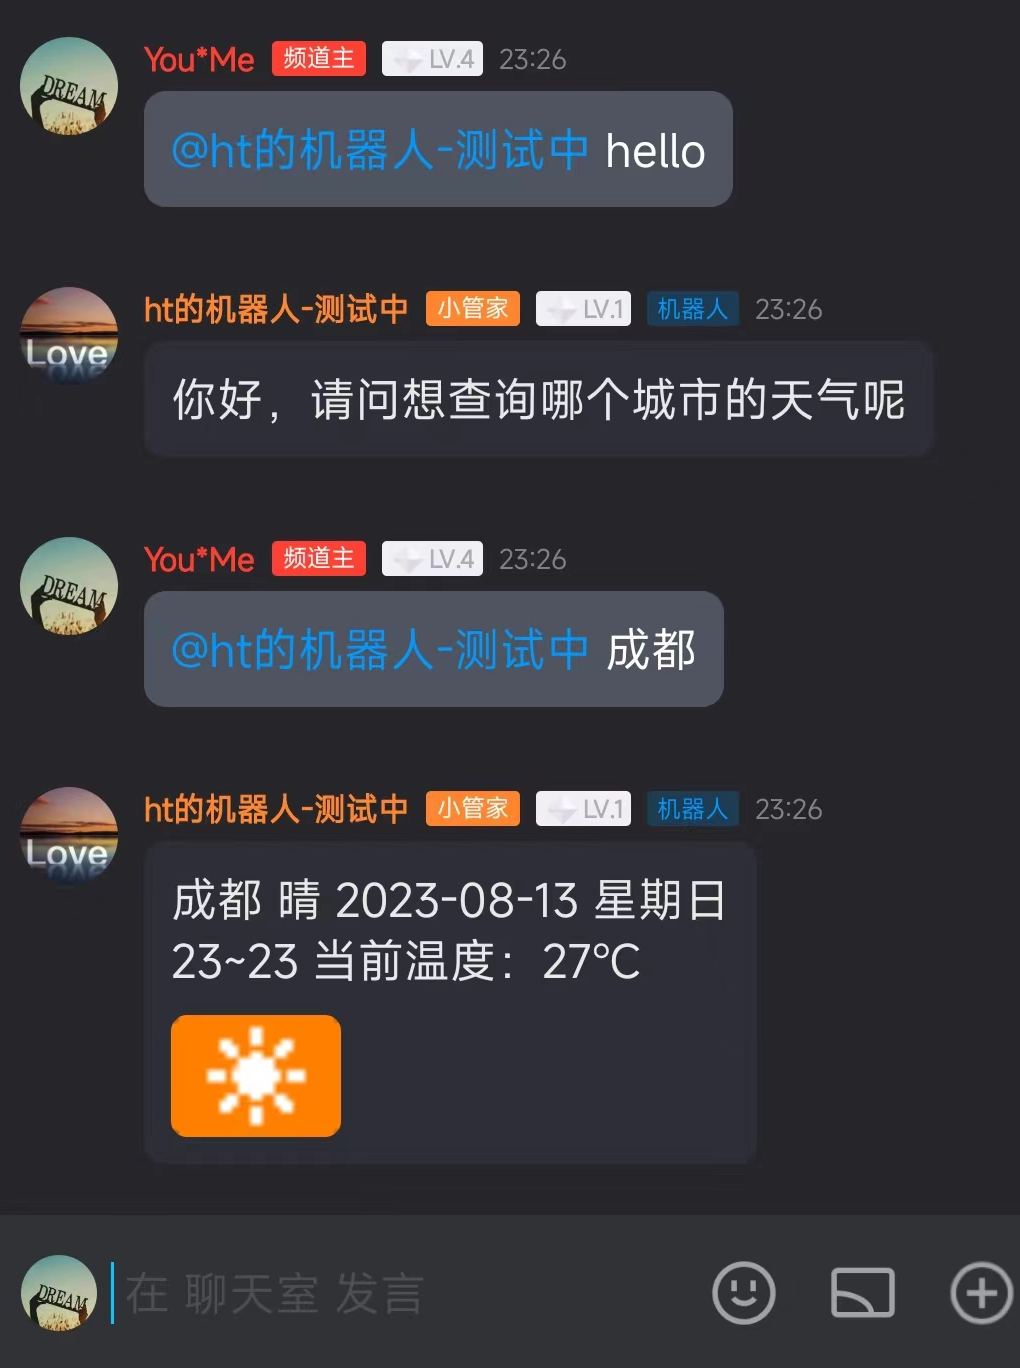 DREAM
You*Me 频道主 LV.4 23:26
@ht的机器人-测试中 hello
Love
ht的机器人-测试中 小管家 LV.1 机器人 23:26
你好，请问想查询哪个城市的天气呢
DREAM
You*Me 频道主 LV.4 23:26
@ht的机器人-测试中 成都
Love
ht的机器人-测试中 小管家 LV.1 机器人 23:26
成都 晴 2023-08-13 星期日
23~23 当前温度：27℃
DREAM
在 聊天室 发言